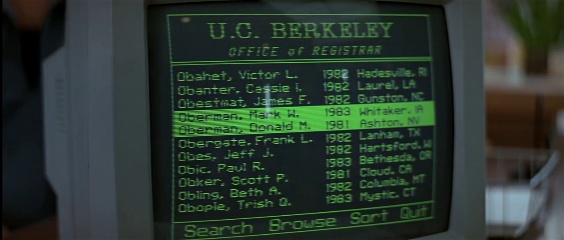 U.C. BERKELEY
OFFICE of REGISTRAR
Obahet, Victor L. 1982 Hadesville, RI
Obanter, Cassie I. 1982 Laurel, LA
Obestmat, James F. 1982 Gunston, NC
Oberman, Mark W. 1983 Whitaker, IA
Oberman, Donald M. 1981 Ashton, NV
Obergate, Frank L. 1982 Lanham, TX
Obes, Jeff J. 1982 Hartsford, WI
Obic, Paul R. 1983 Bethesda, OR
Obker, Scott P. 1981 Cloud, CA
Obling, Beth A. 1982 Columbia, MT
Obople, Trish Q. 1983 Mystic, CT
Search Browse Sort Quit